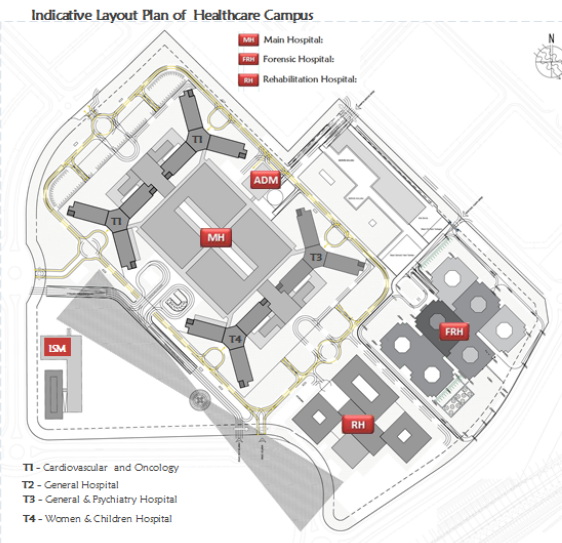 Indicative Layout Plan of Healthcare Campus
MH Main Hospital:
FRH Forensic Hospital:
RH Rehabilitation Hospital:
N
T1
ADM
T1
MH
T3
FRH
T4
ISM
RH
T1 - Cardiovascular and Oncology
T2 - General Hospital
T3 - General & Psychiatry Hospital
T4 - Women & Children Hospital